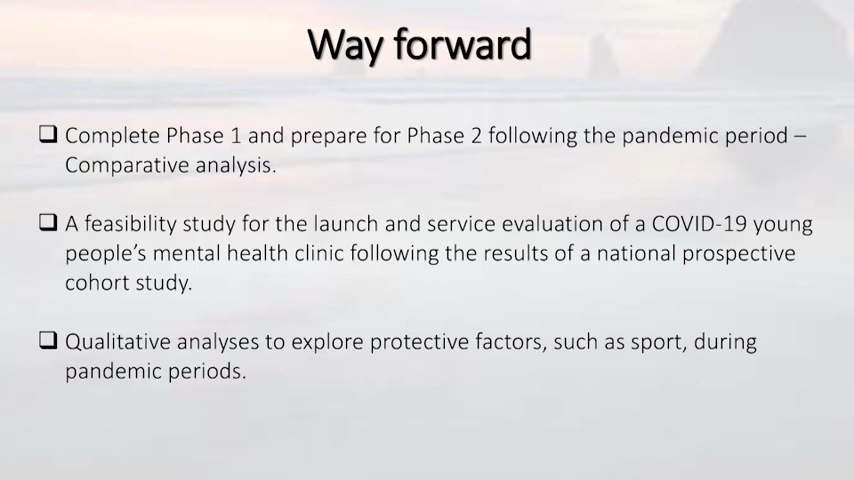 Way forward
❑ Complete Phase 1 and prepare for Phase 2 following the pandemic period –
Comparative analysis.
❑ A feasibility study for the launch and service evaluation of a COVID-19 young
people’s mental health clinic following the results of a national prospective
cohort study.
❑ Qualitative analyses to explore protective factors, such as sport, during
pandemic periods.